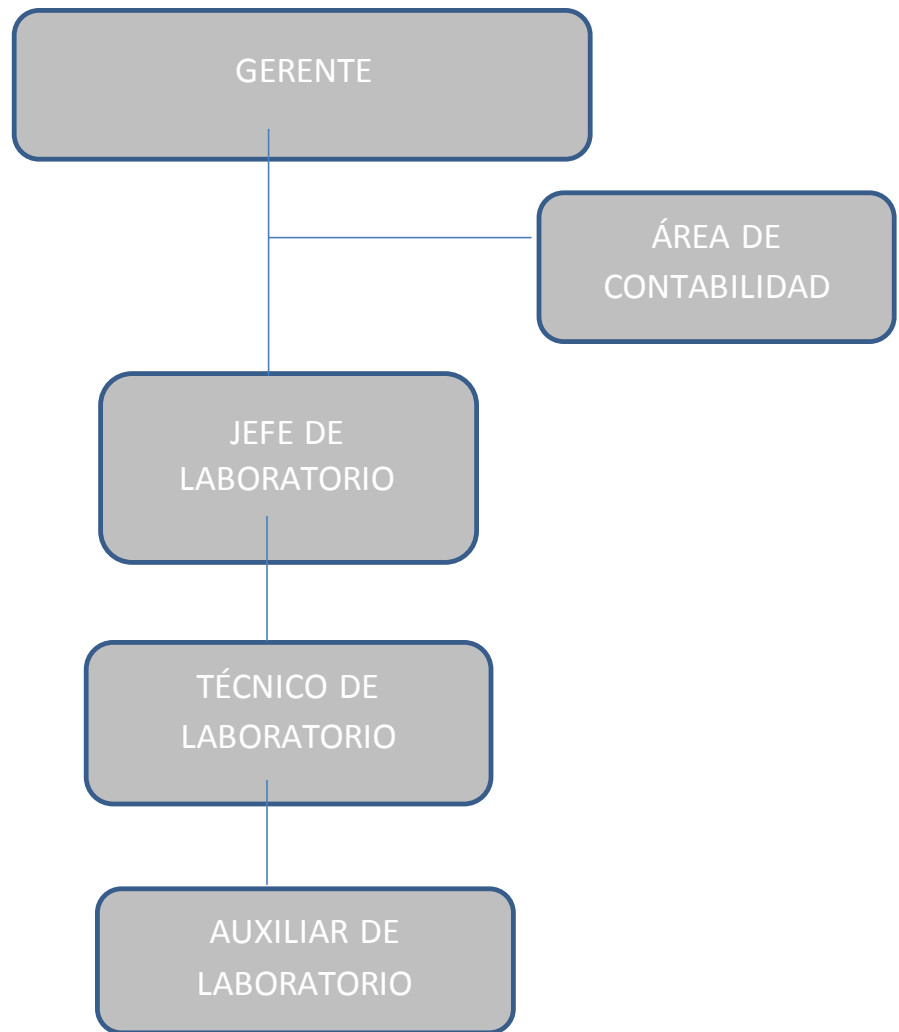 GERENTE
ÁREA DE
CONTABILIDAD
JEFE DE
LABORATORIO
TÉCNICO DE
LABORATORIO
AUXILIAR DE
LABORATORIO